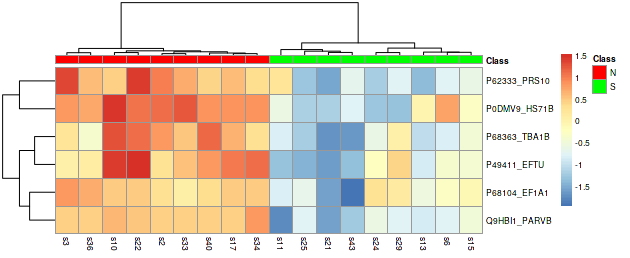 Class
P62333_PRS10
P0DMV9_HS71B
P68363_TBA1B
P49411_EFTU
P68104_EF1A1
Q9HBI1_PARVB
s3 s36 s10 s22 s2 s33 s40 s17 s34 s11 s25 s21 s43 s24 s29 s13 s6 s15
1.5
1
0.5
0
-0.5
-1
-1.5
Class
N
S